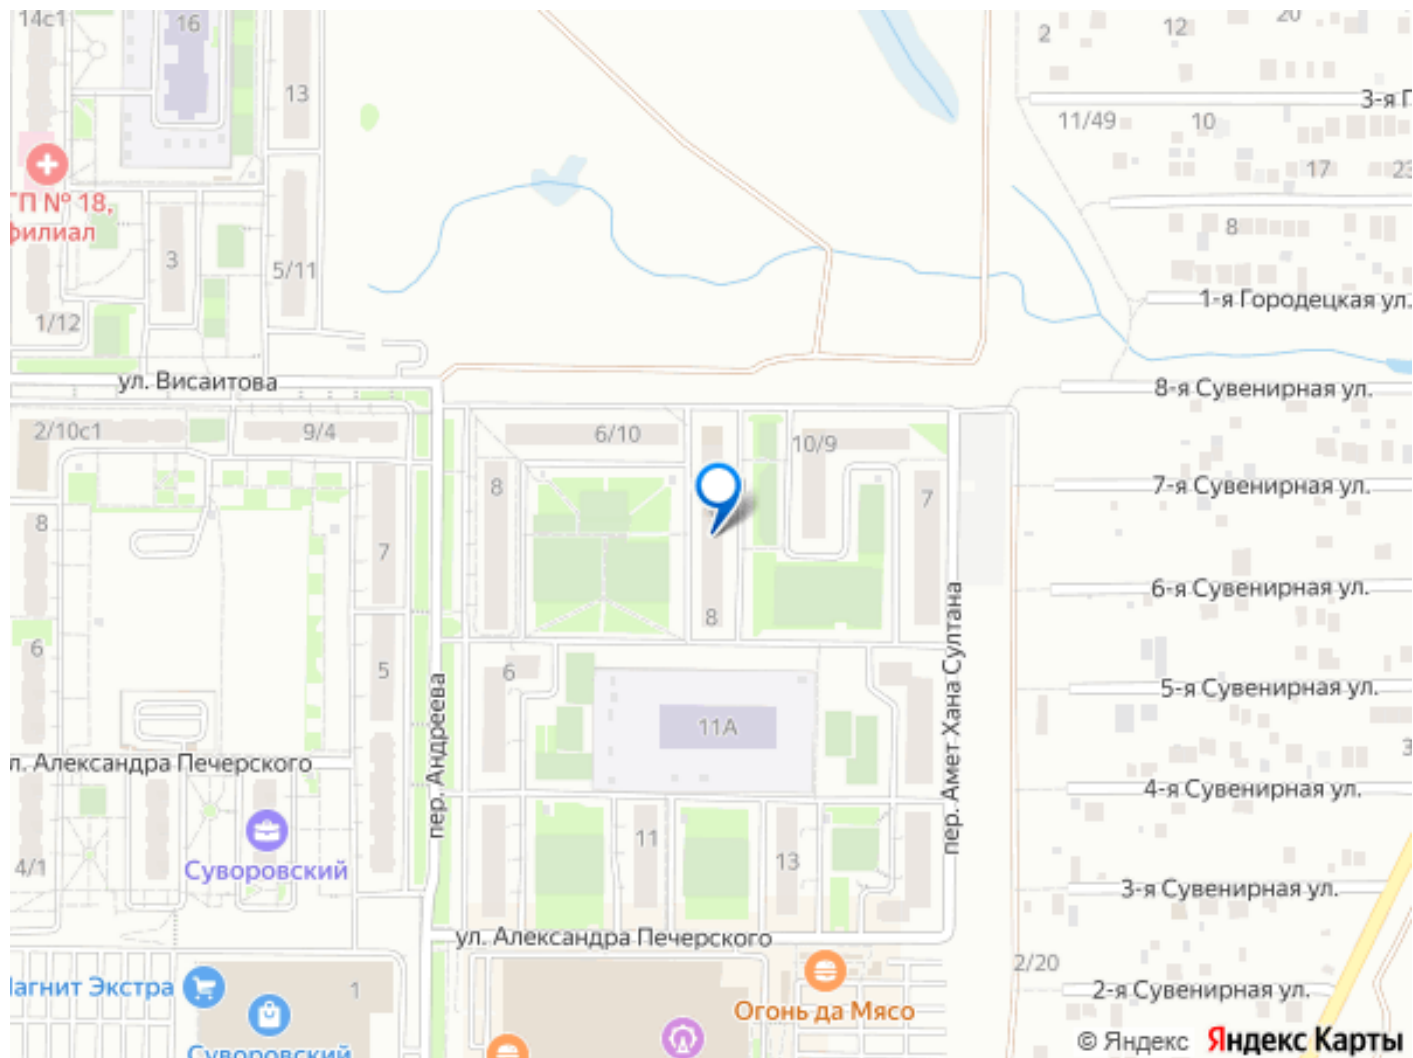 14с1
16
2
12
20
13
3-я Г
11/49
10
17
23
ГП № 18,
филиал
8
3
5/11
1/12
1-я Городецкая ул.
ул. Висаитова
8-я Сувенирная ул.
2/10с1
9/4
6/10
10/9
8
7
7-я Сувенирная ул.
8
7
6-я Сувенирная ул.
8
6
5
6
пер. Андреева
пер. Амет Хана Султана
5-я Сувенирная ул.
11А
3
л. Александра Печерского
4-я Сувенирная ул.
4/1
Суворовский
11
13
3-я Сувенирная ул.
ул. Александра Печерского
2/20
Магнит Экстра
1
Огонь да Мясо
2-я Сувенирная ул.
Суворовский
© Яндекс Яндекс Карты